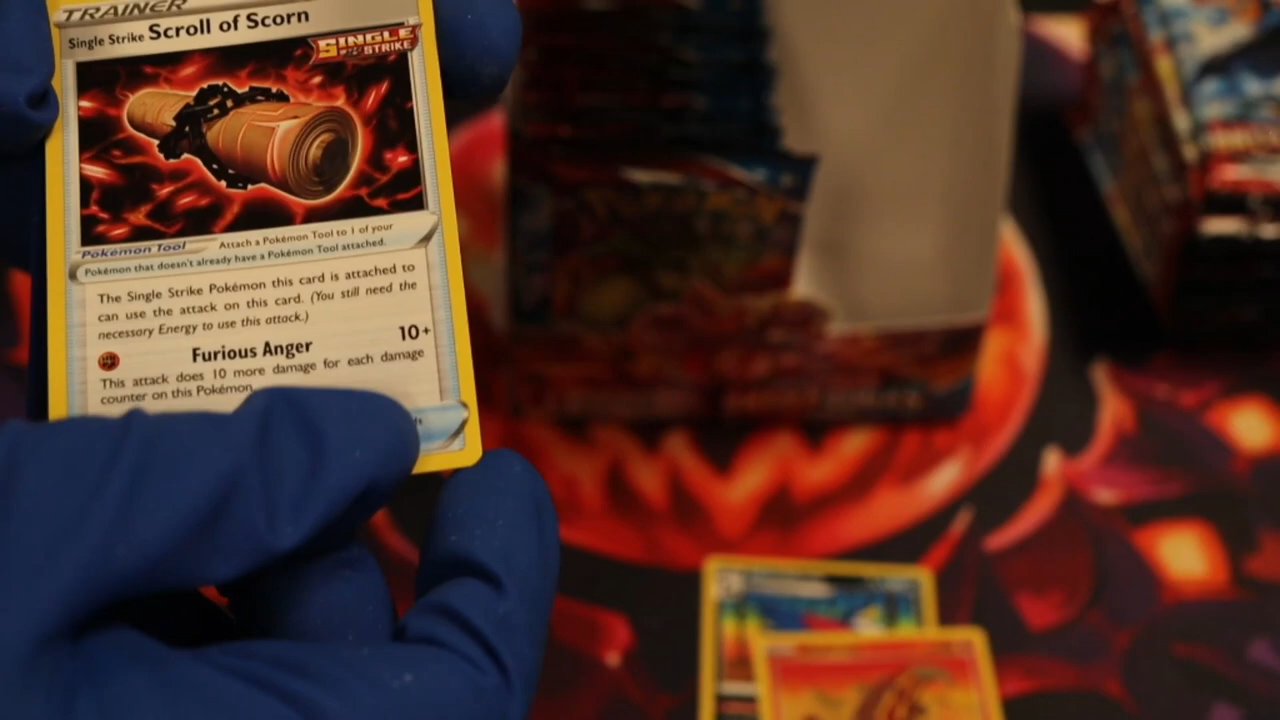 TRAINER
Single Strike Scroll of Scorn
SINGLE
STRIKE
Pokémon Tool Attach a Pokémon Tool to 1 of your
Pokémon that doesn't already have a Pokémon Tool attached.
The Single Strike Pokémon this card is attached to
can use the attack on this card. (You still need the
necessary Energy to use this attack.)
Furious Anger 10+
This attack does 10 more damage for each damage
counter on this Pokémon.